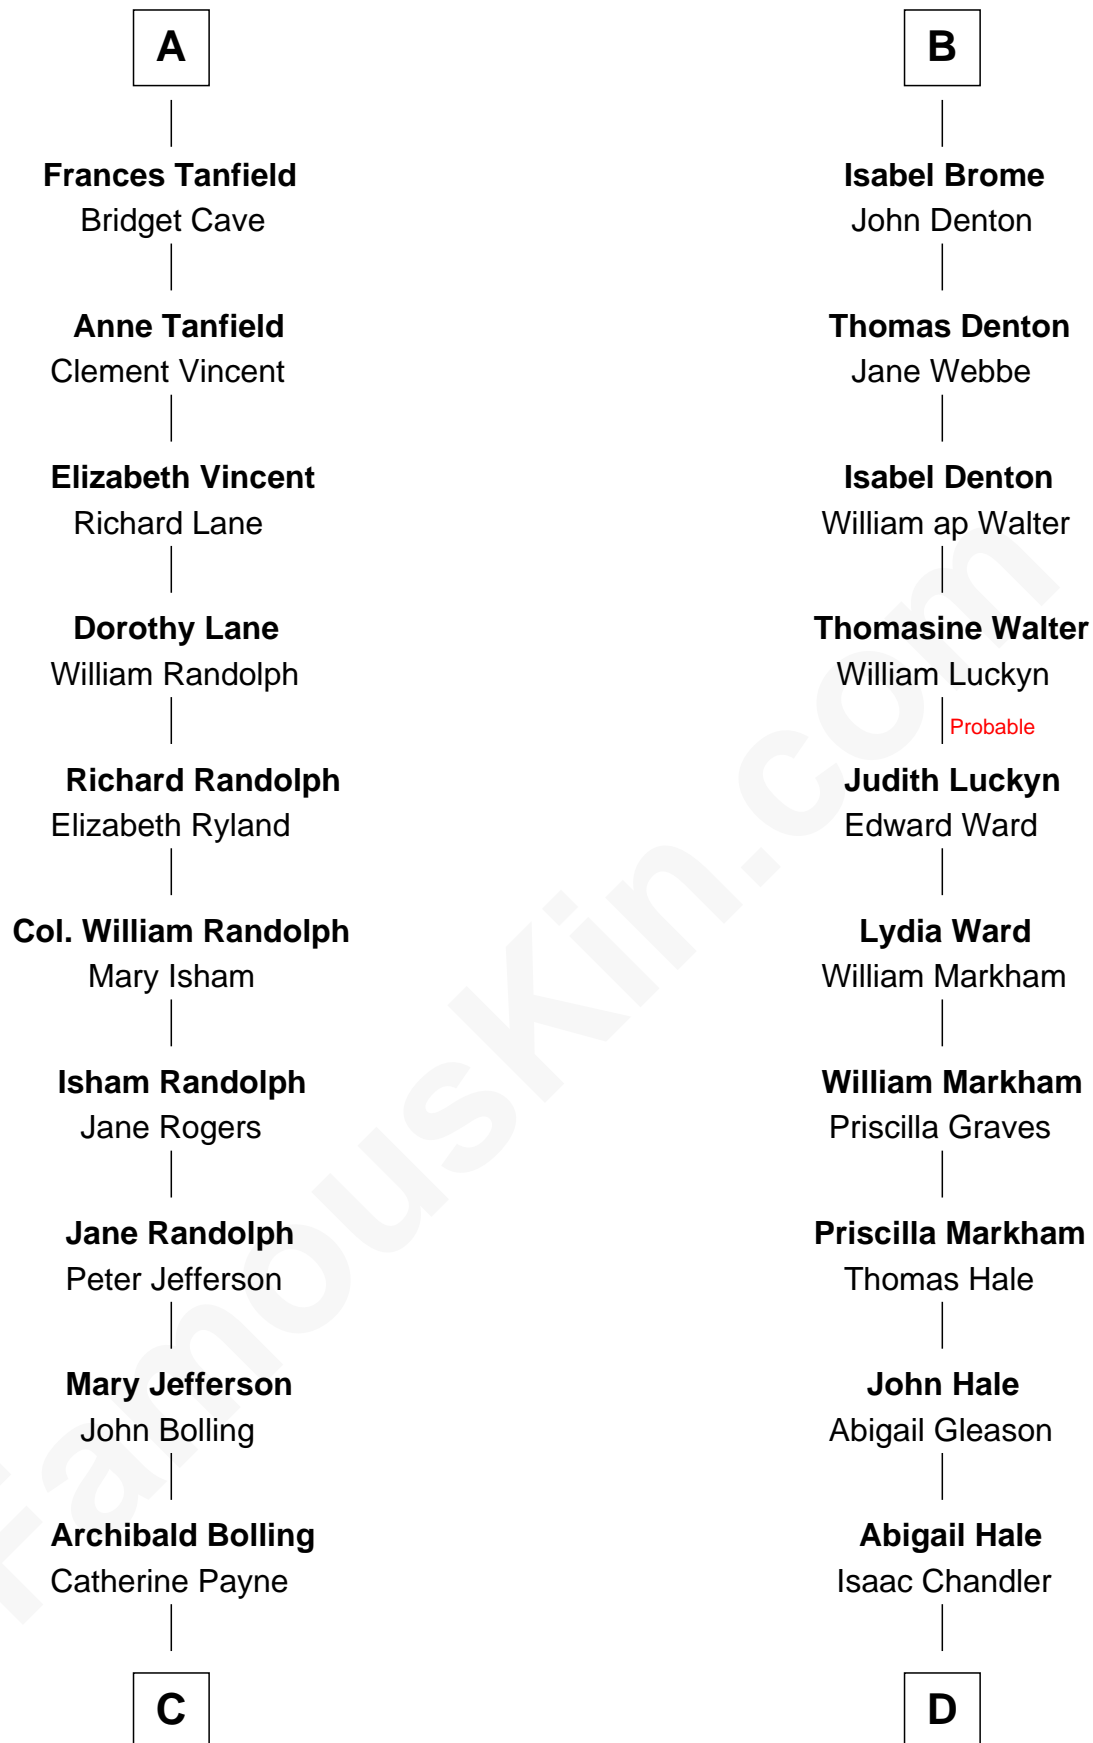 A
Frances Tanfield
Bridget Cave
Anne Tanfield
Clement Vincent
Elizabeth Vincent
Richard Lane
Dorothy Lane
William Randolph
Richard Randolph
Elizabeth Ryland
Col. William Randolph
Mary Isham
Isham Randolph
Jane Rogers
Jane Randolph
Peter Jefferson
Mary Jefferson
John Bolling
Archibald Bolling
Catherine Payne
C
B
Isabel Brome
John Denton
Thomas Denton
Jane Webbe
Isabel Denton
William ap Walter
Thomasine Walter
William Luckyn
Probable
Judith Luckyn
Edward Ward
Lydia Ward
William Markham
William Markham
Priscilla Graves
Priscilla Markham
Thomas Hale
John Hale
Abigail Gleason
Abigail Hale
Isaac Chandler
D
FamousKin.com